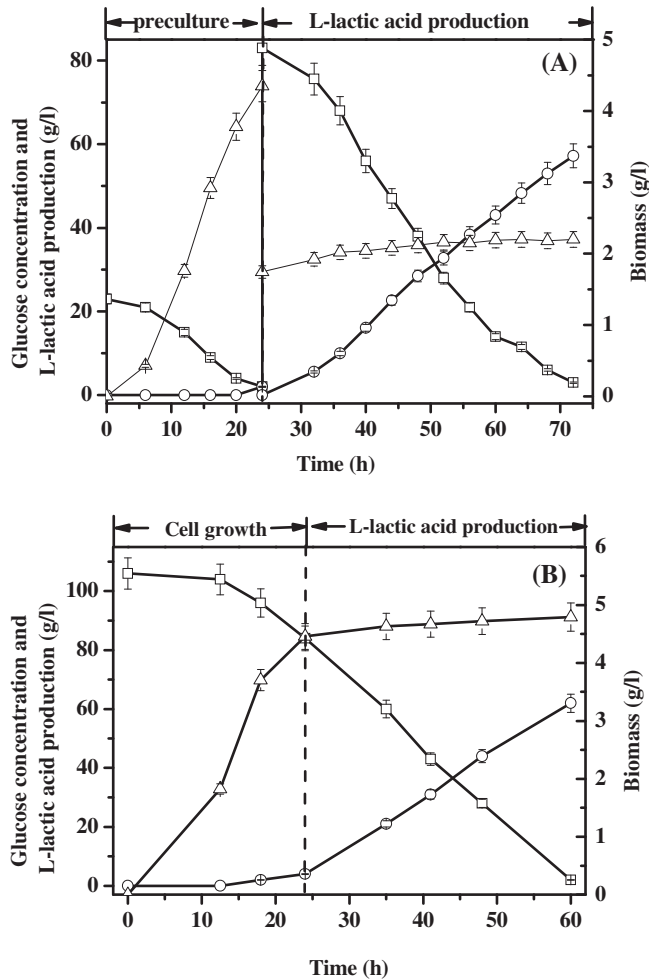 preculture L-lactic acid production
(A)
Glucose concentration and
L-lactic acid production (g/l)
80
60
40
20
0
5
4
3
2
1
0
Biomass (g/l)
0 10 20 30 40 50 60 70
Time (h)
Cell growth L-lactic acid production
(B)
Glucose concentration and
L-lactic acid production (g/l)
100
80
60
40
20
0
6
5
4
3
2
1
0
Biomass (g/l)
0 10 20 30 40 50 60
Time (h)